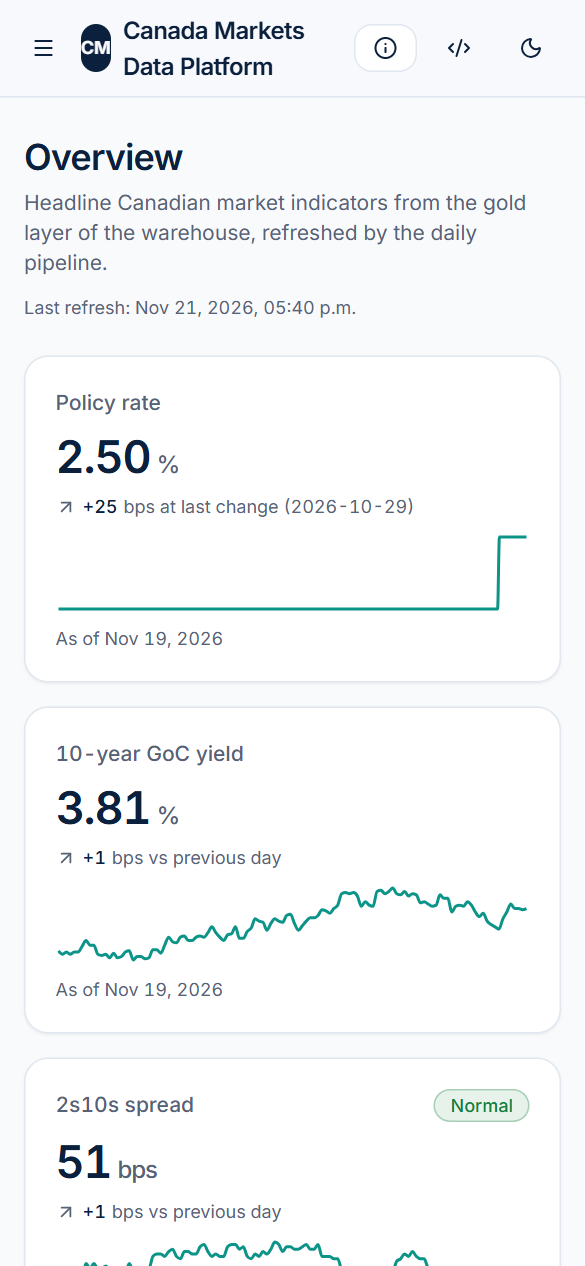 CM
Canada Markets
Data Platform
Overview
Headline Canadian market indicators from the gold
layer of the warehouse, refreshed by the daily
pipeline.
Last refresh: Nov 21, 2026, 05:40 p.m.
Policy rate
2.50 %
+25 bps at last change (2026-10-29)
As of Nov 19, 2026
10-year GoC yield
3.81 %
+1 bps vs previous day
As of Nov 19, 2026
2s10s spread
Normal
51 bps
+1 bps vs previous day